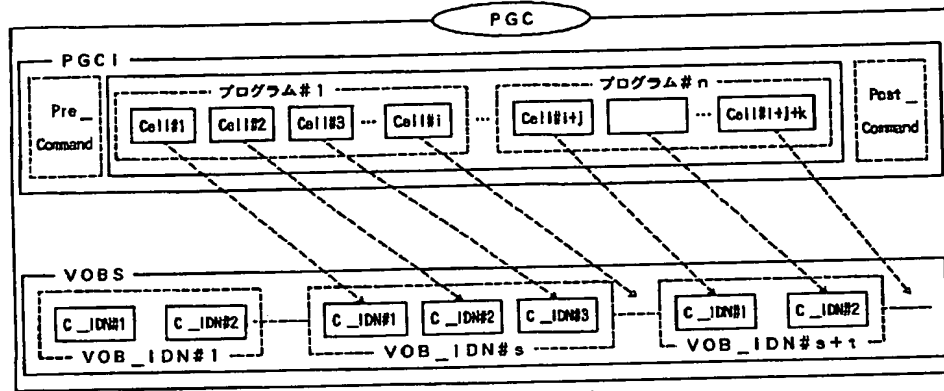 PGC
PGCI
プログラム#1
プログラム#n
Pre_
Command
Cell#1
Cell#2
Cell#3
…
Cell#i
…
Cell#i+j
…
Cell#i+j+k
Post_
Command
VOBS
C_IDN#1
C_IDN#2
VOB_IDN#1
C_IDN#1
C_IDN#2
C_IDN#3
VOB_IDN#s
C_IDN#1
C_IDN#2
VOB_IDN#s+t